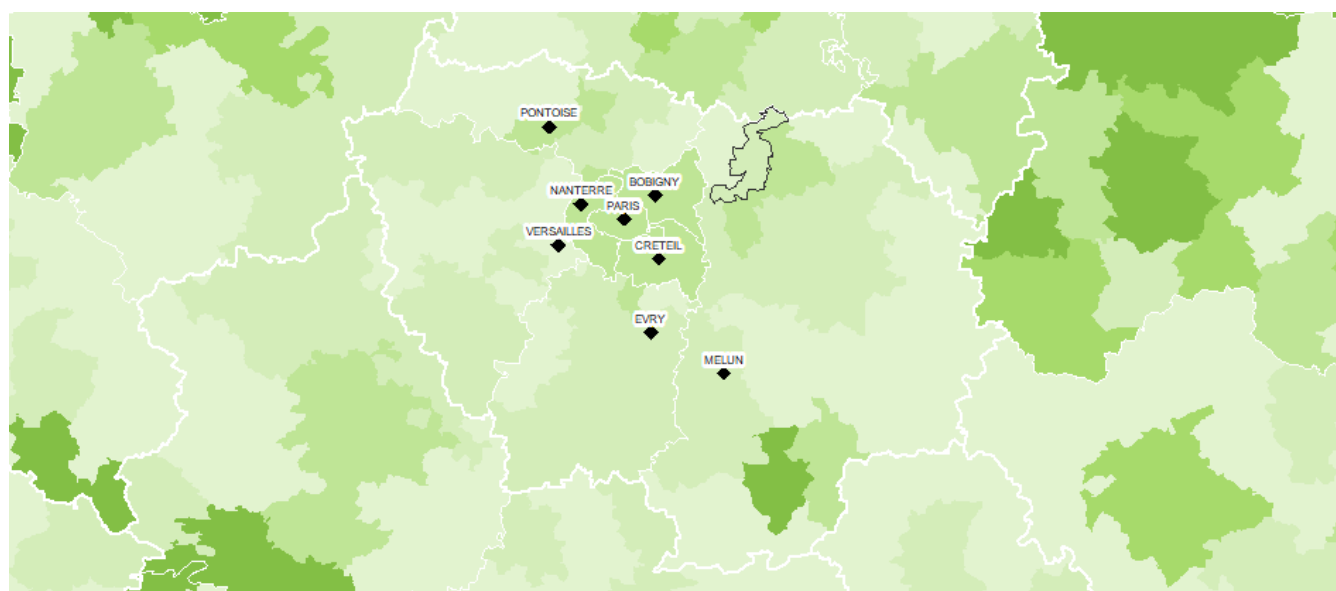 PONTOISE
BOBIGNY
NANTERRE
PARIS
VERSAILLES
CRETEIL
EVRY
MELUN